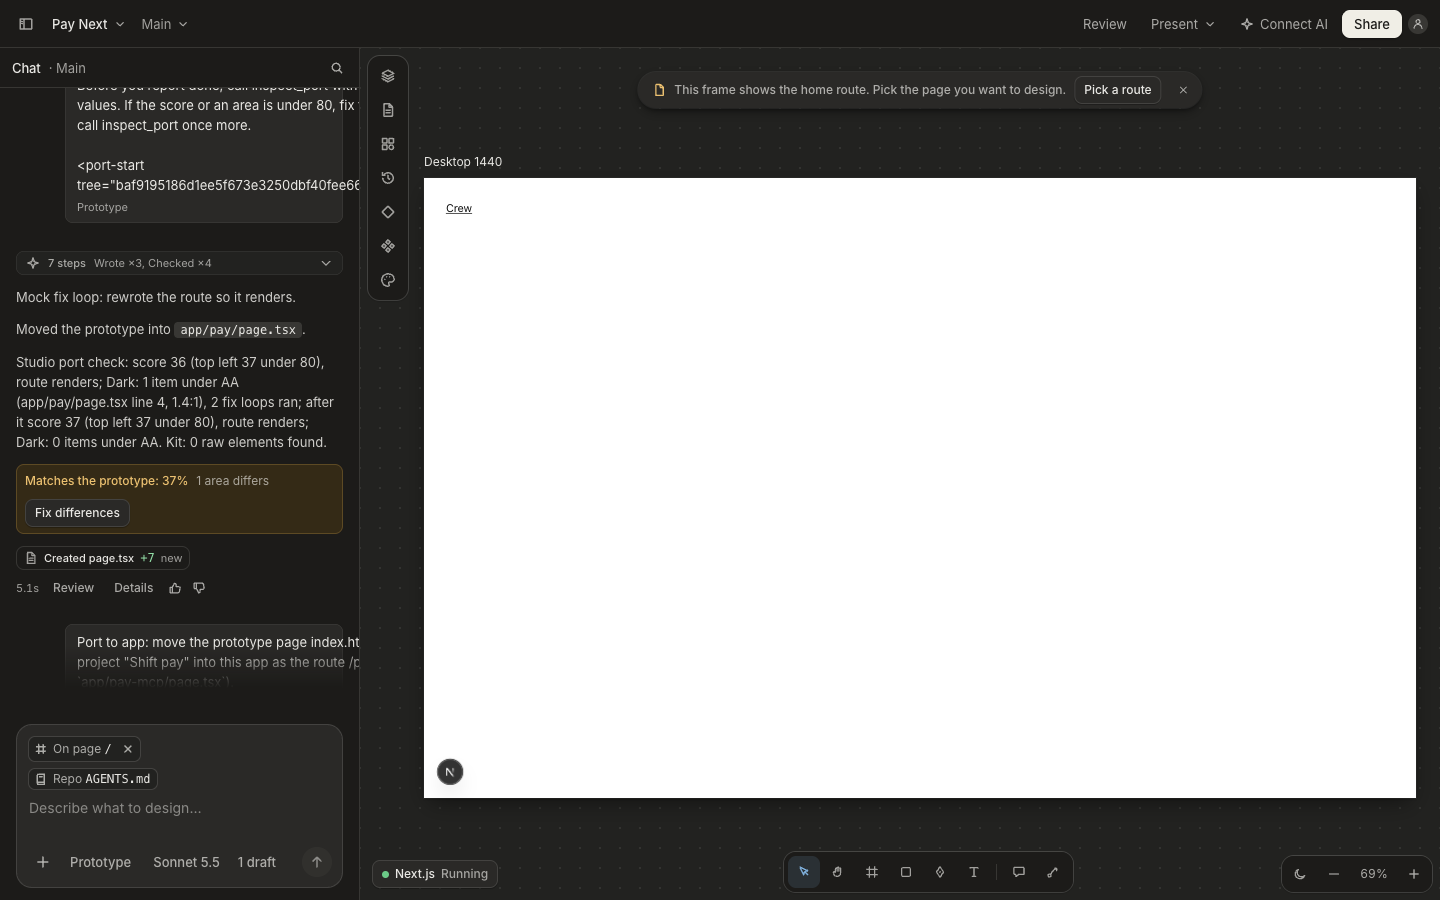 Pay Next
Main
Review
Present
Connect AI
Share
Chat · Main
values. If the score or an area is under 80, fix
call inspect_port once more.
<port-start
tree="baf9195186d1ee5f673e3250dbf40fee66
Prototype
7 steps Wrote ×3, Checked ×4
Mock fix loop: rewrote the route so it renders.
Moved the prototype into app/pay/page.tsx.
Studio port check: score 36 (top left 37 under 80),
route renders; Dark: 1 item under AA
(app/pay/page.tsx line 4, 1.4:1), 2 fix loops ran; after
it score 37 (top left 37 under 80), route renders;
Dark: 0 items under AA. Kit: 0 raw elements found.
Matches the prototype: 37% 1 area differs
Fix differences
Created page.tsx +7 new
5.1s Review Details
Port to app: move the prototype page index.ht
project "Shift pay" into this app as the route /p
`app/pay-mcp/page.tsx`)
On page /
Repo AGENTS.md
Describe what to design...
Prototype Sonnet 5.5 1 draft
This frame shows the home route. Pick the page you want to design. Pick a route
Desktop 1440
Crew
N
Next.js Running
69%